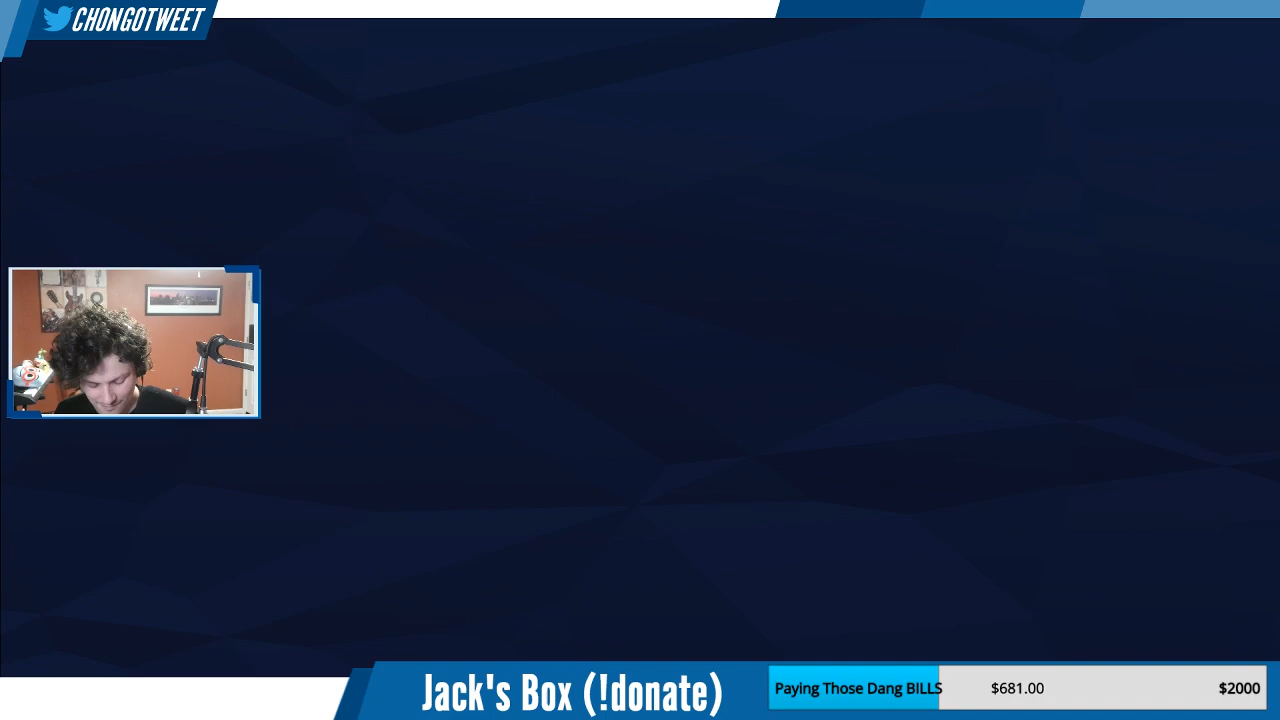 CHONGOTWEET
Jack's Box (!donate)
Paying Those Dang BILLS $681.00 $2000